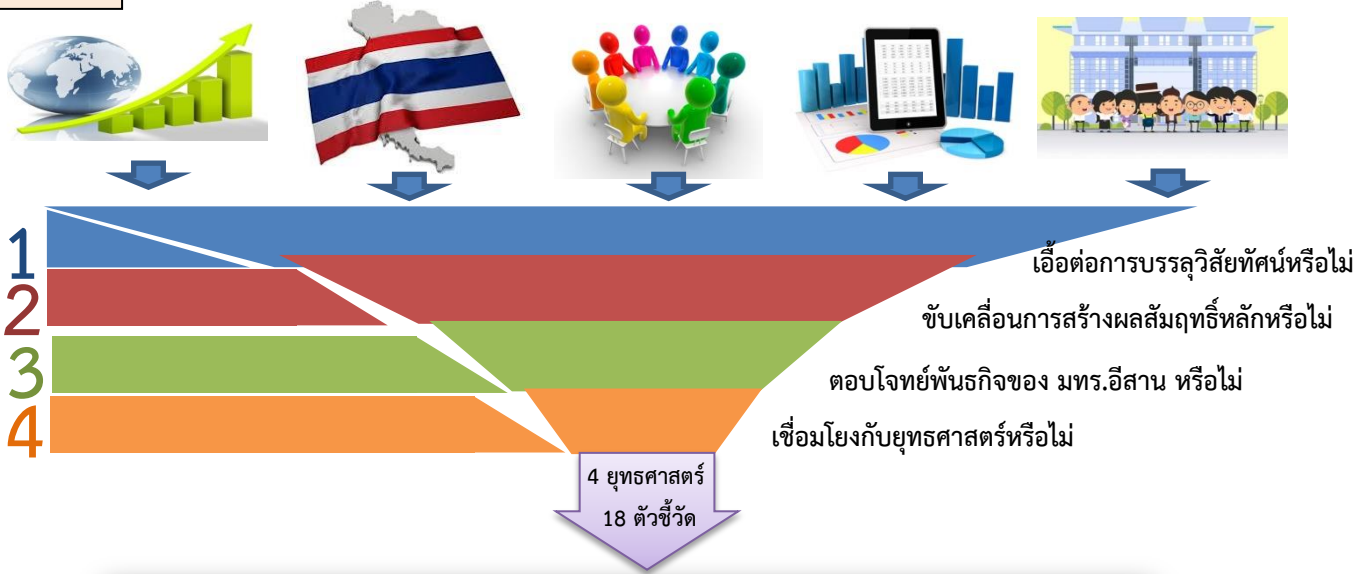 1
เอื้อต่อการบรรลุวิสัยทัศน์หรือไม่
2
ขับเคลื่อนการสร้างผลสัมฤทธิ์หลักหรือไม่
3
ตอบโจทย์พันธกิจของ มทร.อีสาน หรือไม่
4
เชื่อมโยงกับยุทธศาสตร์หรือไม่
4 ยุทธศาสตร์
18 ตัวชี้วัด